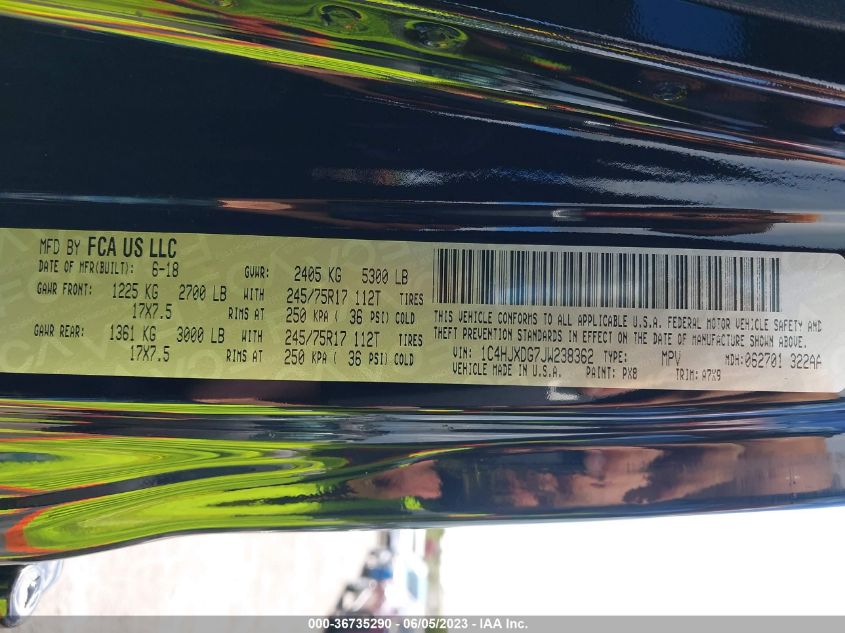 MFD BY FCA US LLC
DATE OF MFR(BUILT): 6-18 GVWR: 2405 KG 5300 LB
GAWR FRONT: 1225 KG 2700 LB WITH 245/75R17 112T TIRES
17X7.5 RIMS AT 250 KPA ( 36 PSI) COLD
GAWR REAR: 1361 KG 3000 LB WITH 245/75R17 112T TIRES
17X7.5 RIMS AT 250 KPA ( 36 PSI) COLD
THIS VEHICLE CONFORMS TO ALL APPLICABLE U.S.A. FEDERAL MOTOR VEHICLE SAFETY AND
THEFT PREVENTION STANDARDS IN EFFECT ON THE DATE OF MANUFACTURE SHOWN ABOVE.
VIN: 1C4HJXDG7JW238362 TYPE: MPV MDH: 062701 322AA
VEHICLE MADE IN U.S.A. PAINT: PX8 TRIM: A7X9
000-36735290 - 06/05/2023 - IAA Inc.